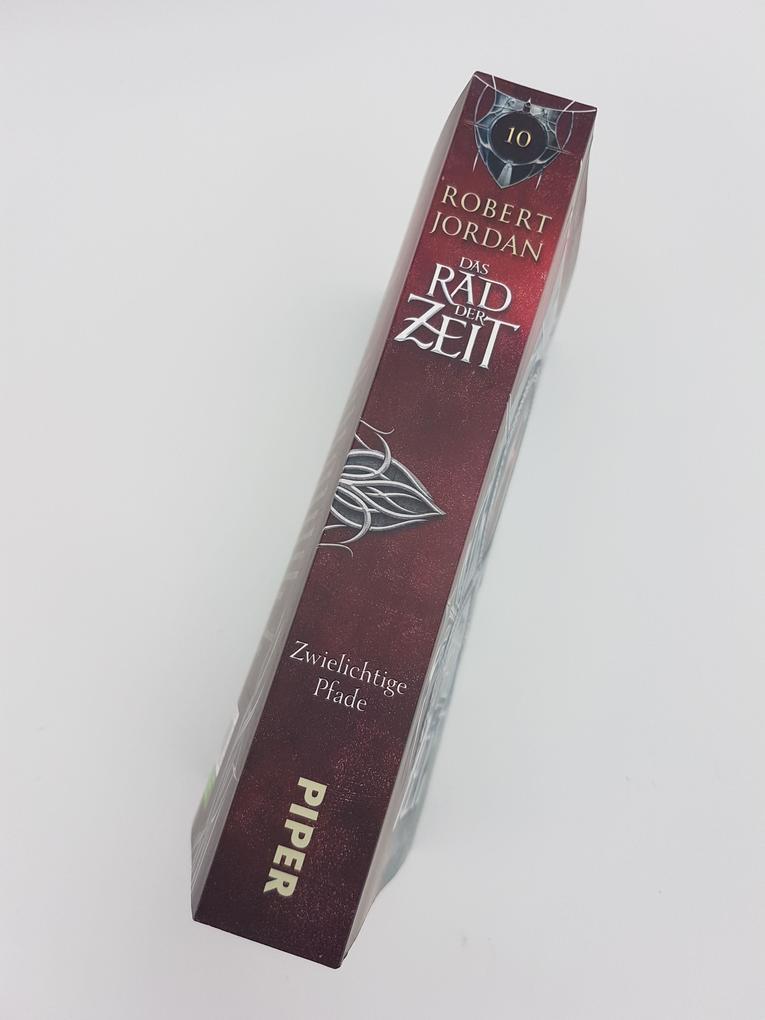 10
ROBERT
JORDAN
DAS
RAD
DER
ZEIT
Zwielichtige
Pfade
PIPER